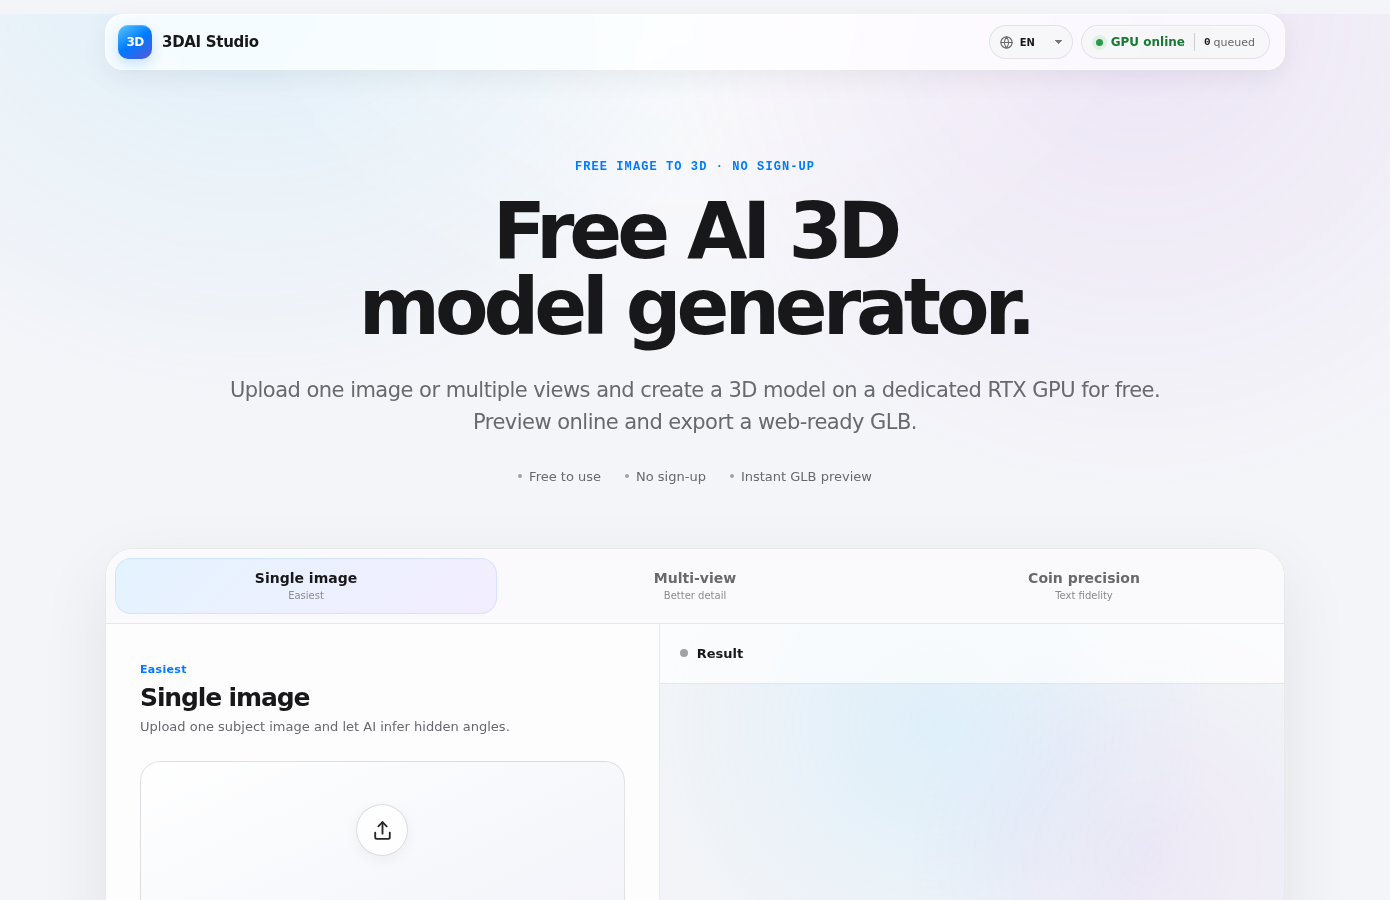 3D 3DAI Studio
EN
GPU online
0 queued
FREE IMAGE TO 3D · NO SIGN-UP
Free AI 3D
model generator.
Upload one image or multiple views and create a 3D model on a dedicated RTX GPU for free.
Preview online and export a web-ready GLB.
• Free to use • No sign-up • Instant GLB preview
Single image
Easiest
Multi-view
Better detail
Coin precision
Text fidelity
Easiest
Single image
Upload one subject image and let AI infer hidden angles.
Result